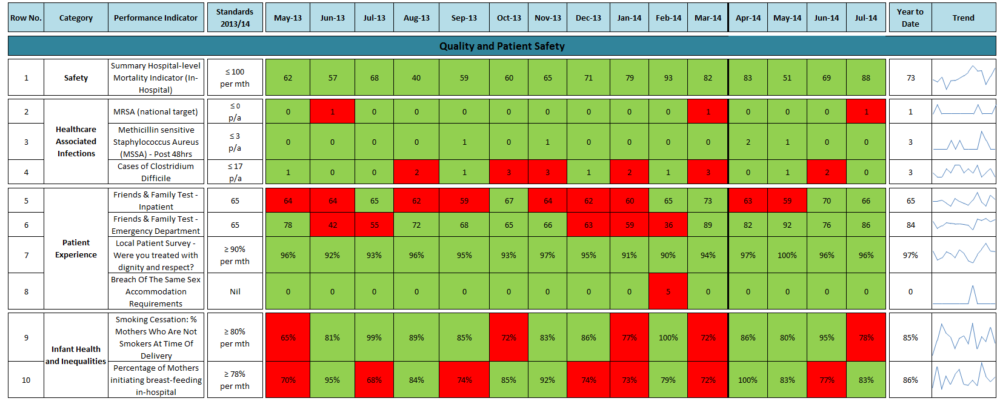 Row No. Category Performance Indicator Standards 2013/14 May-13 Jun-13 Jul-13 Aug-13 Sep-13 Oct-13 Nov-13 Dec-13 Jan-14 Feb-14 Mar-14 Apr-14 May-14 Jun-14 Jul-14 Year to Date Trend
Quality and Patient Safety
1 Safety Summary Hospital-level Mortality Indicator (In-Hospital) ≤ 100 per mth 62 57 68 40 59 60 65 71 79 93 82 83 51 69 88 73
Healthcare Associated Infections
2 MRSA (national target) ≤ 0 p/a 0 1 0 0 0 0 0 0 0 0 1 0 0 0 1 1
3 Methicillin sensitive Staphylococcus Aureus (MSSA) - Post 48hrs ≤ 3 p/a 0 0 0 0 1 0 1 0 0 0 0 2 1 0 0 3
4 Cases of Clostridium Difficile ≤ 17 p/a 1 0 0 2 1 3 3 1 2 1 3 0 1 2 0 3
Patient Experience
5 Friends & Family Test - Inpatient 65 64 64 65 62 59 67 64 62 60 65 73 63 59 70 66 65
6 Friends & Family Test - Emergency Department 65 78 42 55 72 68 65 66 63 59 36 89 82 92 76 86 84
7 Local Patient Survey - Were you treated with dignity and respect? ≥ 90% per mth 96% 92% 93% 96% 95% 93% 97% 95% 91% 90% 94% 97% 100% 96% 96% 97%
8 Breach Of The Same Sex Accommodation Requirements Nil 0 0 0 0 0 0 0 0 0 5 0 0 0 0 0 0
Infant Health and Inequalities
9 Smoking Cessation: % Mothers Who Are Not Smokers At Time Of Delivery ≥ 80% per mth 65% 81% 99% 89% 85% 72% 83% 86% 77% 100% 72% 86% 80% 95% 78% 85%
10 Percentage of Mothers initiating breast-feeding in-hospital ≥ 78% per mth 70% 95% 68% 84% 74% 85% 92% 74% 73% 79% 72% 100% 83% 77% 83% 86%